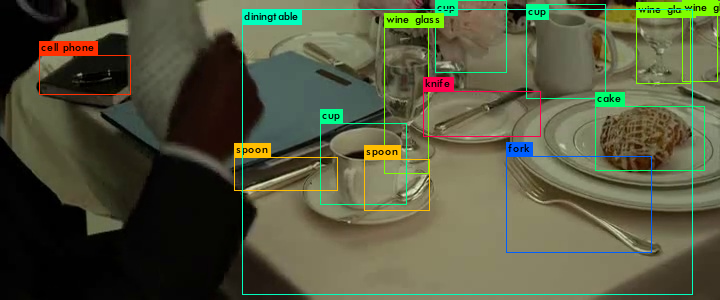 cup
wine gla
wine g
diningtable
cup
wine glass
cell phone
knife
cake
cup
fork
spoon
spoon